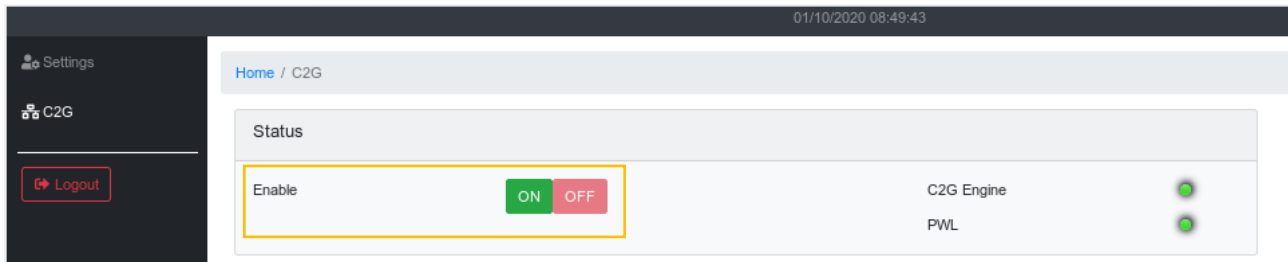 01/10/2020 08:49:43
Settings
Home / C2G
C2G
Status
Logout
Enable
ON OFF
C2G Engine
PWL